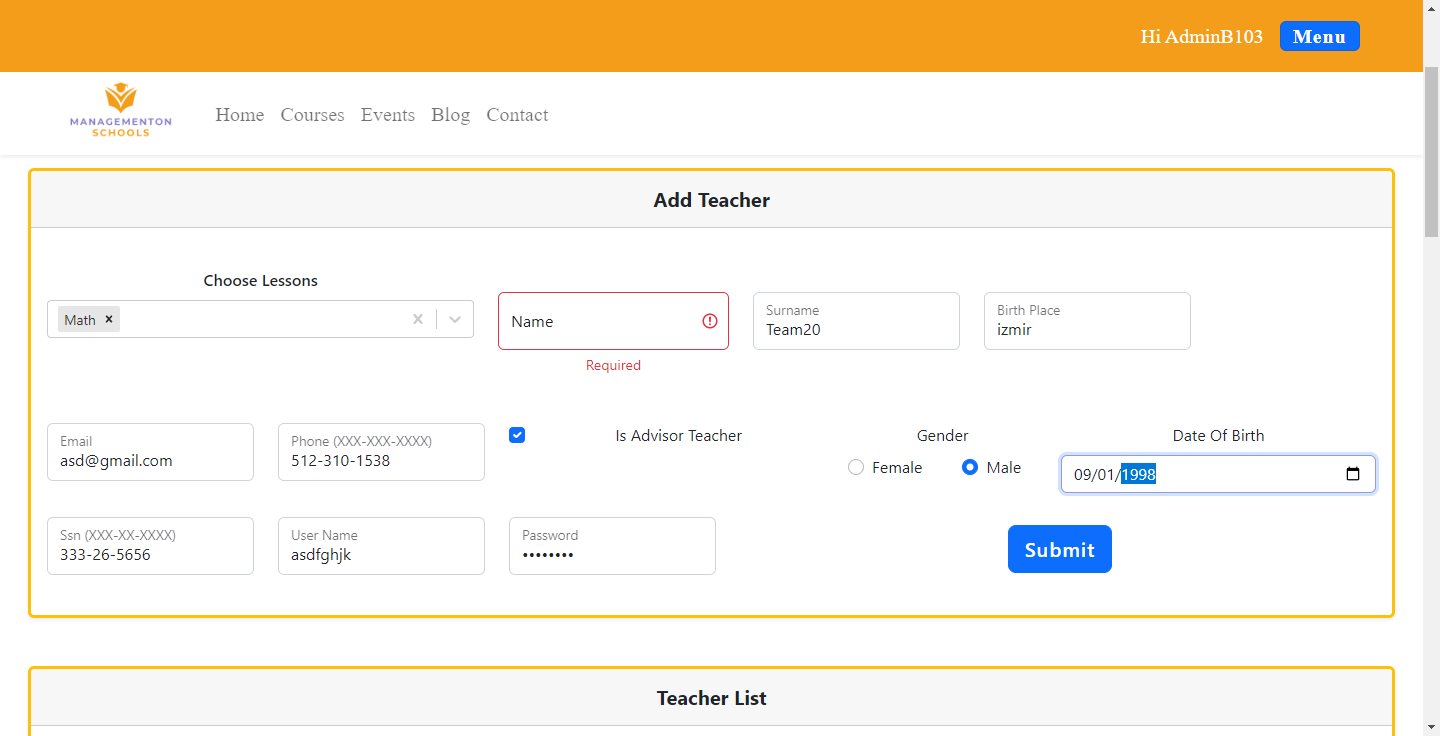 Hi AdminB103 Menu
MANAGEMENTON
SCHOOLS
Home Courses Events Blog Contact
Add Teacher
Choose Lessons
Math
Name
Required
Surname
Team20
Birth Place
izmir
Email
asd@gmail.com
Phone (XXX-XXX-XXXX)
512-310-1538
Is Advisor Teacher
Gender
Female Male
Date Of Birth
09/01/1998
Ssn (XXX-XX-XXXX)
333-26-5656
User Name
asdfghjk
Password
••••••••
Submit
Teacher List